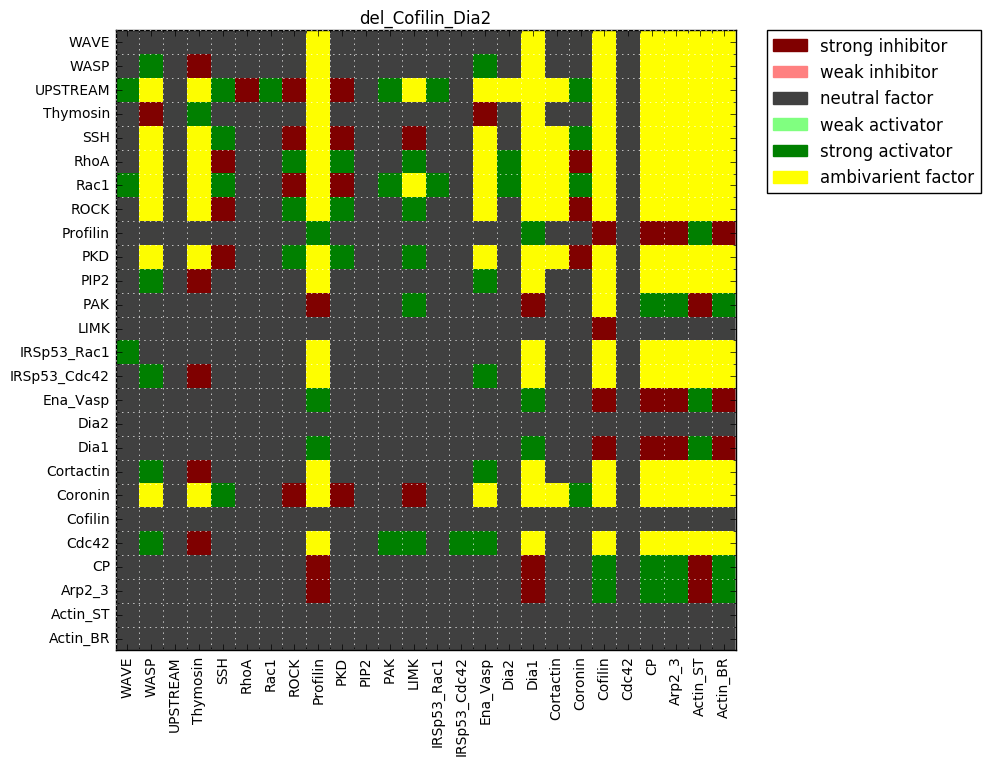 del_Cofilin_Dia2
WAVE
WASP
UPSTREAM
Thymosin
SSH
RhoA
Rac1
ROCK
Profilin
PKD
PIP2
PAK
LIMK
IRSp53_Rac1
IRSp53_Cdc42
Ena_Vasp
Dia2
Dia1
Cortactin
Coronin
Cofilin
Cdc42
CP
Arp2_3
Actin_ST
Actin_BR
WAVE
WASP
UPSTREAM
Thymosin
SSH
RhoA
Rac1
ROCK
Profilin
PKD
PIP2
PAK
LIMK
IRSp53_Rac1
IRSp53_Cdc42
Ena_Vasp
Dia2
Dia1
Cortactin
Coronin
Cofilin
Cdc42
CP
Arp2_3
Actin_ST
Actin_BR
strong inhibitor
weak inhibitor
neutral factor
weak activator
strong activator
ambivarient factor